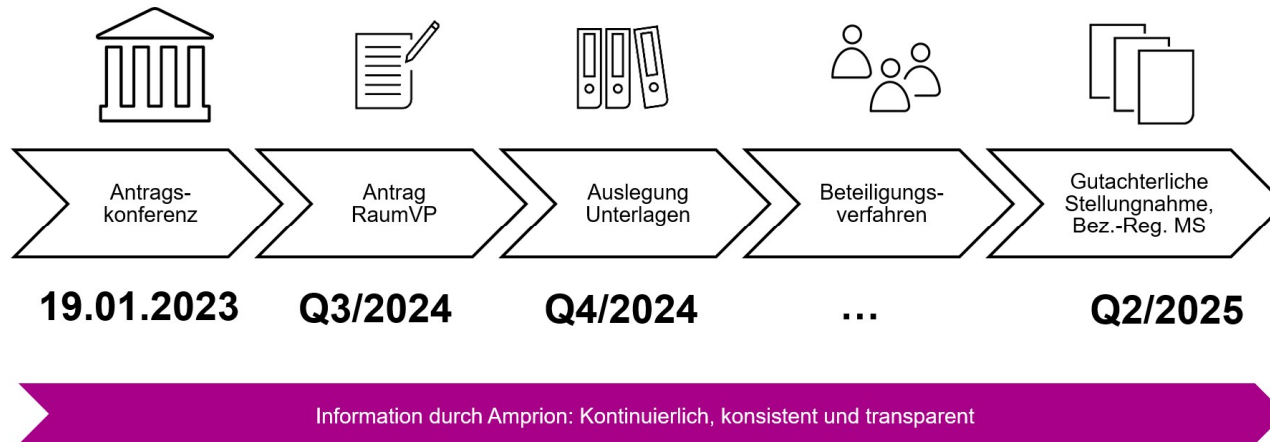 Antrags-
konferenz
Antrag
RaumVP
Auslegung
Unterlagen
Beteiligungs-
verfahren
Gutachterliche
Stellungnahme,
Bez.-Reg. MS
19.01.2023
Q3/2024
Q4/2024
...
Q2/2025
Information durch Amprion: Kontinuierlich, konsistent und transparent